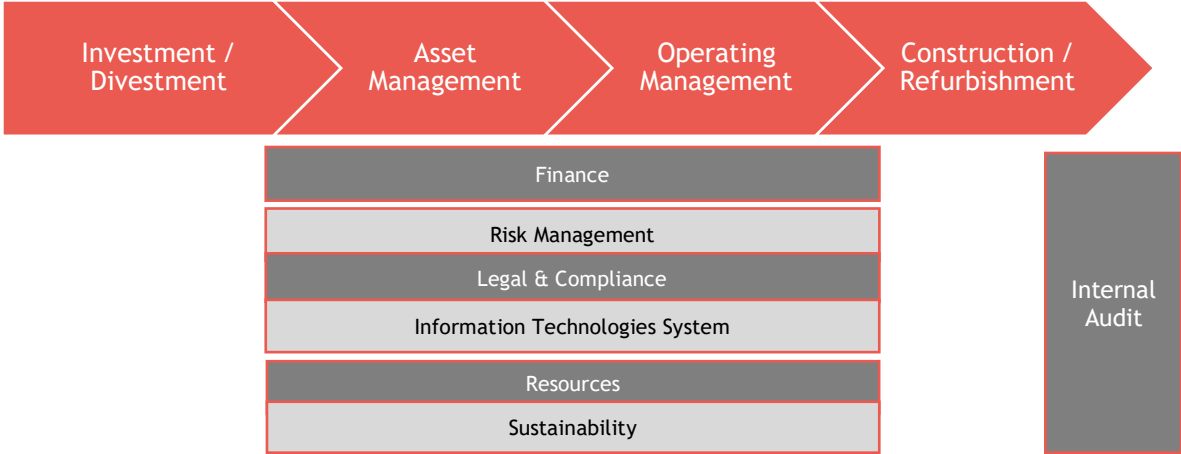 Investment /
Divestment
Asset
Management
Operating
Management
Construction /
Refurbishment
Finance
Risk Management
Legal & Compliance
Information Technologies System
Resources
Sustainability
Internal
Audit